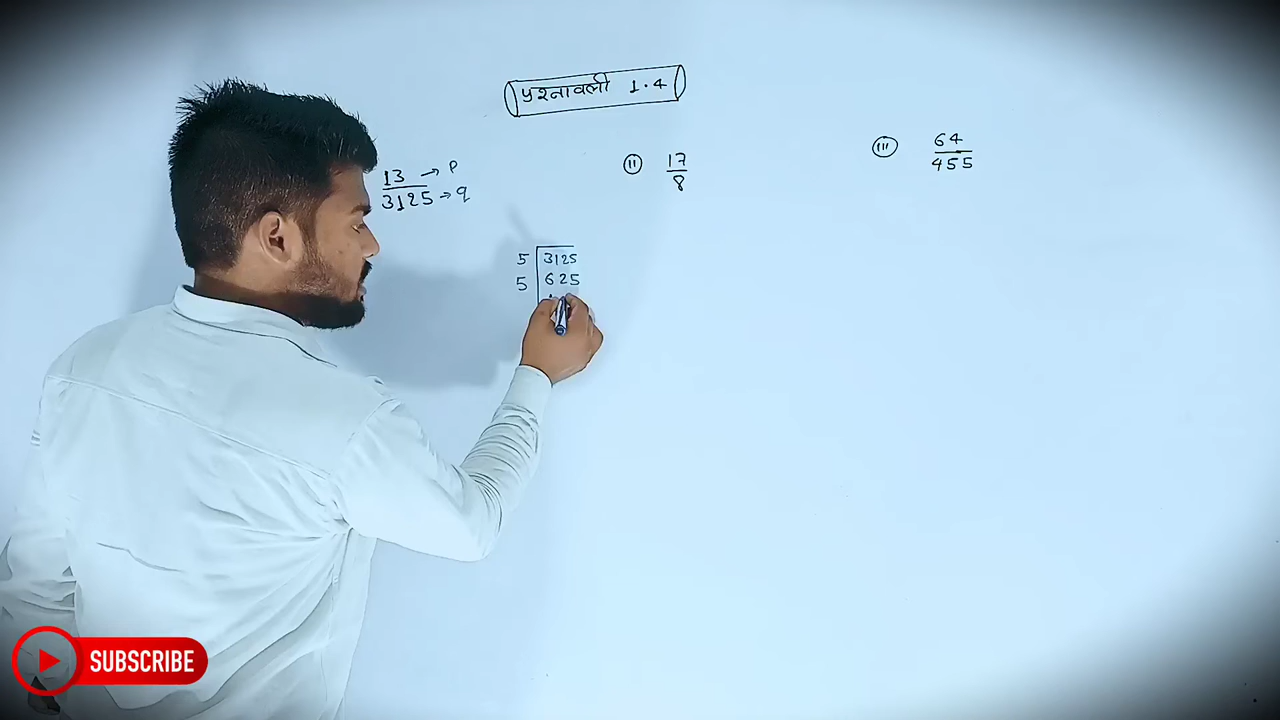 प्रश्नावली 1.4
13 → p
3125 → q
ii 17
8
iii 64
455
5 3125
5 625
SUBSCRIBE